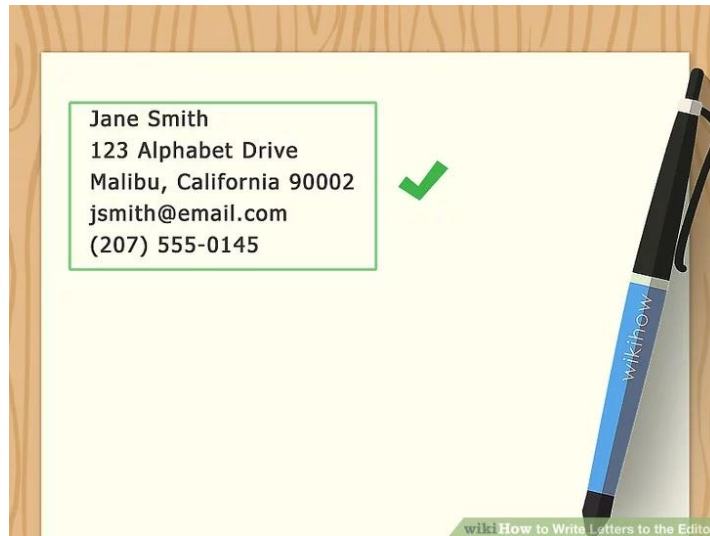 Jane Smith
123 Alphabet Drive
Malibu, California 90002
jsmith@email.com
(207) 555-0145
wikihow
wikiHow to Write Letters to the Edito